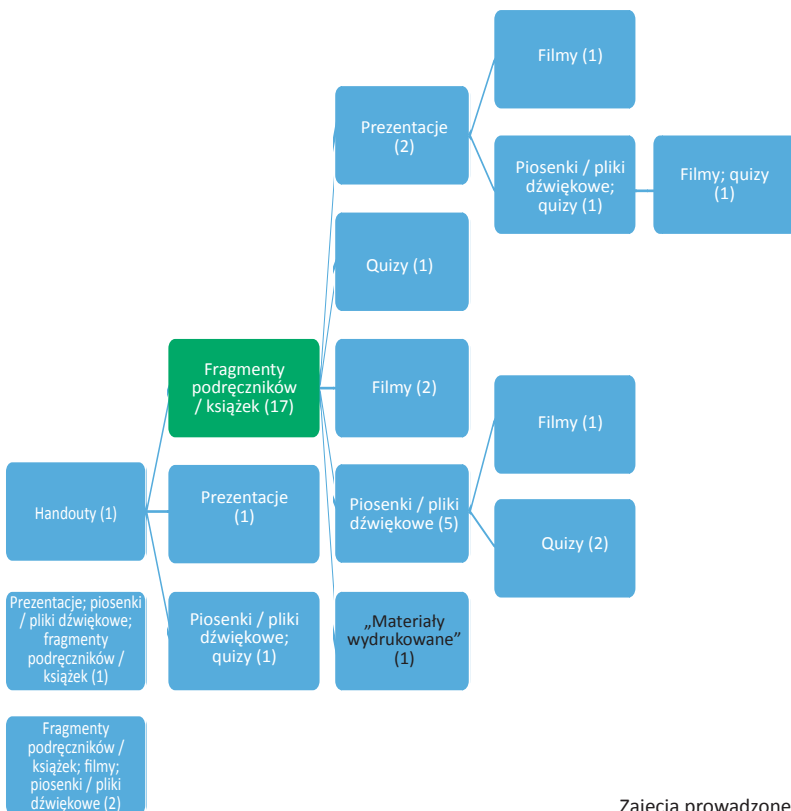 Filmy (1)
Prezentacje
(2)
Piosenki / pliki
dźwiękowe;
quizy (1)
Filmy; quizy
(1)
Quizy (1)
Fragmenty
podręczników
/ książek (17)
Filmy (2)
Filmy (1)
Handouty (1)
Prezentacje
(1)
Piosenki / pliki
dźwiękowe (5)
Quizy (2)
Prezentacje; piosenki
/ pliki dźwiękowe;
fragmenty
podręczników /
książek (1)
Piosenki / pliki
dźwiękowe;
quizy (1)
„Materiały
wydrukowane”
(1)
Fragmenty
podręczników /
książek; filmy;
piosenki / pliki
dźwiękowe (2)
Zajęcia prowadzone